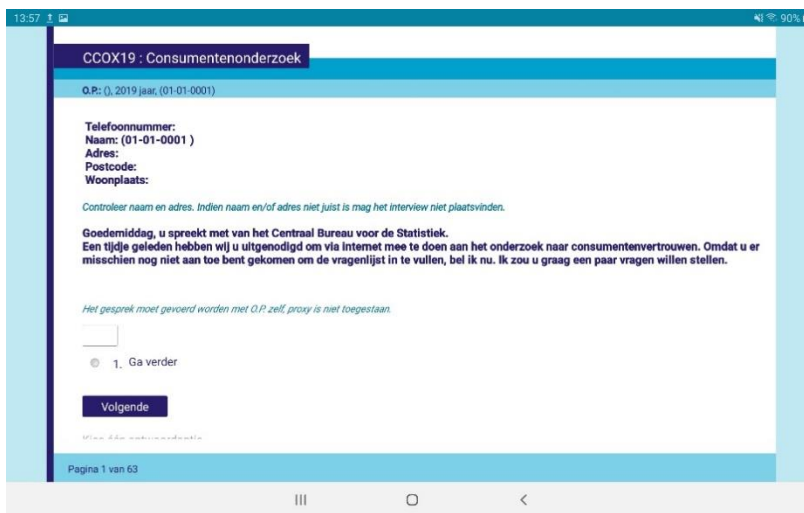 13:57
90%
CCOX19 : Consumentenonderzoek
O.P.: (), 2019 jaar, (01-01-0001)
Telefoonnummer:
Naam: (01-01-0001 )
Adres:
Postcode:
Woonplaats:
Controleer naam en adres. Indien naam en/of adres niet juist is mag het interview niet plaatsvinden.
Goedemiddag, u spreekt met van het Centraal Bureau voor de Statistiek.
Een tijdje geleden hebben wij u uitgenodigd om via internet mee te doen aan het onderzoek naar consumentenvertrouwen. Omdat u er
misschien nog niet aan toe bent gekomen om de vragenlijst in te vullen, bel ik nu. Ik zou u graag een paar vragen willen stellen.
Het gesprek moet gevoerd worden met O.P. zelf, proxy is niet toegestaan.
1. Ga verder
Volgende
Pagina 1 van 63